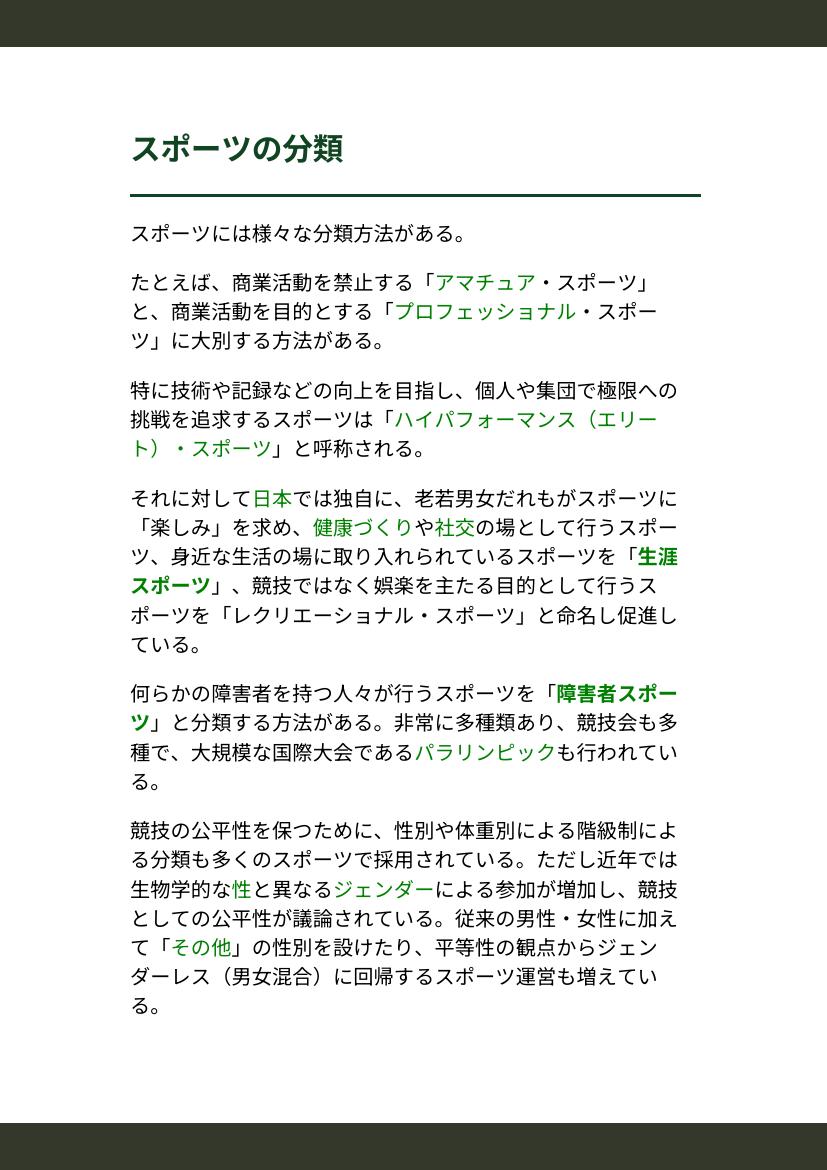 スポーツの分類
スポーツには様々な分類方法がある。
たとえば、商業活動を禁止する「アマチュア・スポーツ」
と、商業活動を目的とする「プロフェッショナル・スポー
ツ」に大別する方法がある。
特に技術や記録などの向上を目指し、個人や集団で極限への
挑戦を追求するスポーツは「ハイパフォーマンス（エリー
ト）・スポーツ」と呼称される。
それに対して日本では独自に、老若男女だれもがスポーツに
「楽しみ」を求め、健康づくりや社交の場として行うスポー
ツ、身近な生活の場に取り入れられているスポーツを「生涯
スポーツ」、競技ではなく娯楽を主たる目的として行うス
ポーツを「レクリエーショナル・スポーツ」と命名し促進し
ている。
何らかの障害者を持つ人々が行うスポーツを「障害者スポー
ツ」と分類する方法がある。非常に多種類あり、競技会も多
種で、大規模な国際大会であるパラリンピックも行われてい
る。
競技の公平性を保つために、性別や体重別による階級制によ
る分類も多くのスポーツで採用されている。ただし近年では
生物学的な性と異なるジェンダーによる参加が増加し、競技
としての公平性が議論されている。従来の男性・女性に加え
て「その他」の性別を設けたり、平等性の観点からジェン
ダーレス（男女混合）に回帰するスポーツ運営も増えてい
る。